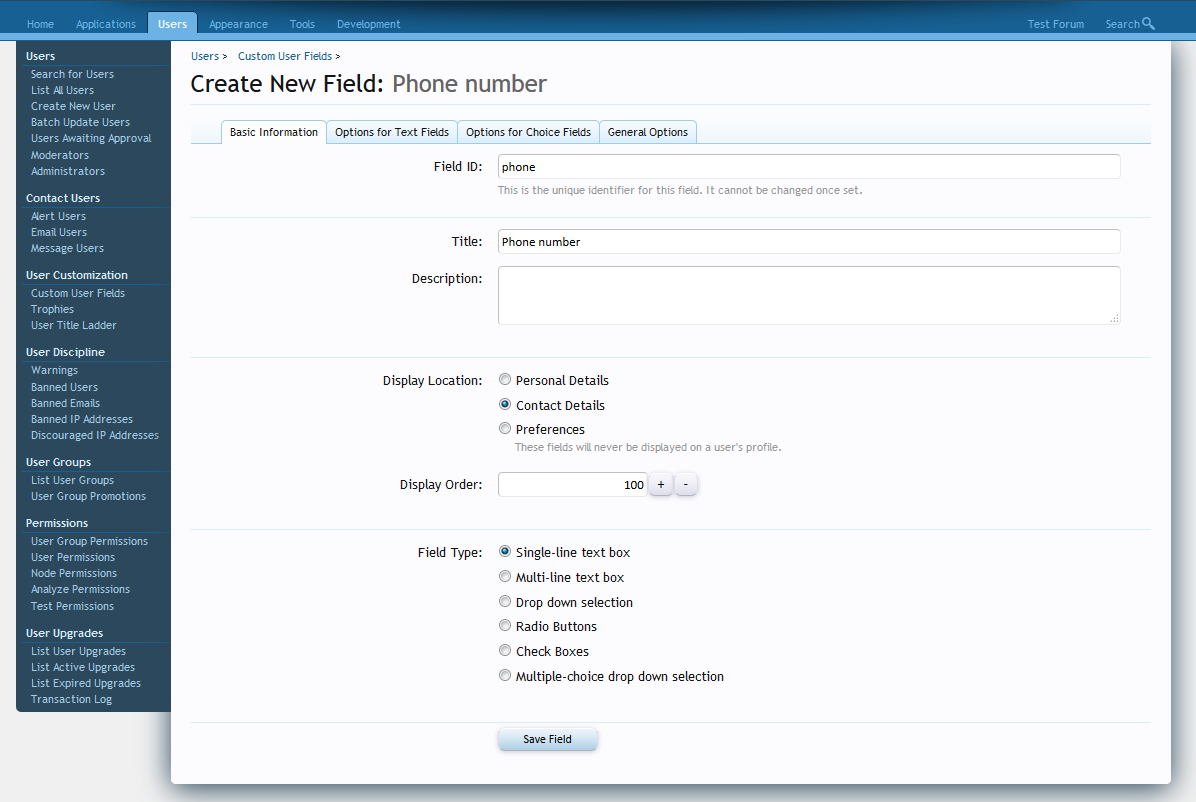 Home Applications Users Appearance Tools Development Test Forum Search
Users
Search for Users
List All Users
Create New User
Batch Update Users
Users Awaiting Approval
Moderators
Administrators
Contact Users
Alert Users
Email Users
Message Users
User Customization
Custom User Fields
Trophies
User Title Ladder
User Discipline
Warnings
Banned Users
Banned Emails
Banned IP Addresses
Discouraged IP Addresses
User Groups
List User Groups
User Group Promotions
Permissions
User Group Permissions
User Permissions
Node Permissions
Analyze Permissions
Test Permissions
User Upgrades
List User Upgrades
List Active Upgrades
List Expired Upgrades
Transaction Log
Users > Custom User Fields >
Create New Field: Phone number
Basic Information Options for Text Fields Options for Choice Fields General Options
Field ID: phone
This is the unique identifier for this field. It cannot be changed once set.
Title: Phone number
Description:
Display Location: Personal Details
Contact Details
Preferences
These fields will never be displayed on a user's profile.
Display Order: 100 + -
Field Type: Single-line text box
Multi-line text box
Drop down selection
Radio Buttons
Check Boxes
Multiple-choice drop down selection
Save Field